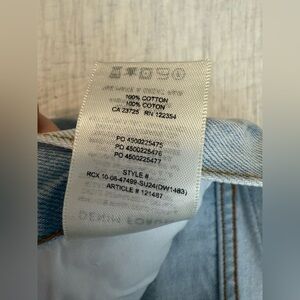 100% COTTON
100% COTON
CA 23725 RN 122354
PO 4500225475
PO 4500225476
PO 4500225477
STYLE #
RCX 10-08-47499-SU24(DW1483)
ARTICLE # 121487